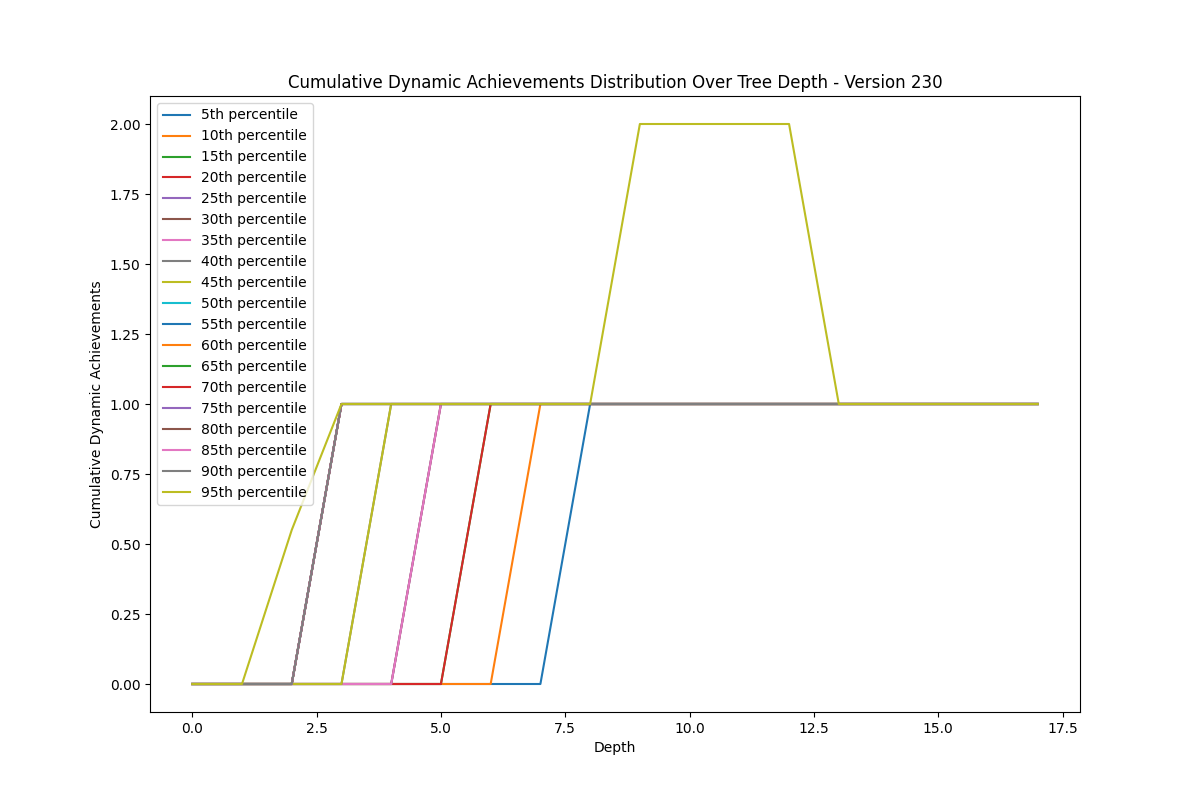 Cumulative Dynamic Achievements Distribution Over Tree Depth - Version 230
Cumulative Dynamic Achievements
2.00
1.75
1.50
1.25
1.00
0.75
0.50
0.25
0.00
5th percentile
10th percentile
15th percentile
20th percentile
25th percentile
30th percentile
35th percentile
40th percentile
45th percentile
50th percentile
55th percentile
60th percentile
65th percentile
70th percentile
75th percentile
80th percentile
85th percentile
90th percentile
95th percentile
0.0 2.5 5.0 7.5 10.0 12.5 15.0 17.5
Depth